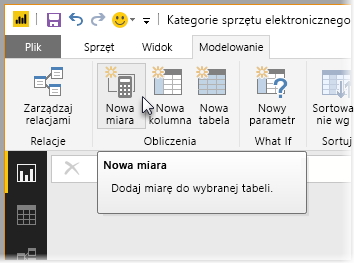 Kategorie sprzętu elektronicznego
Plik Sprzęt Widok Modelowanie
Zarządzaj relacjami
Nowa miara
Nowa kolumna
Nowa tabela
Nowy parametr
Sortowa
nie wg
Relacje Obliczenia What If Sortuj
Nowa miara
Dodaj miarę do wybranej tabeli.